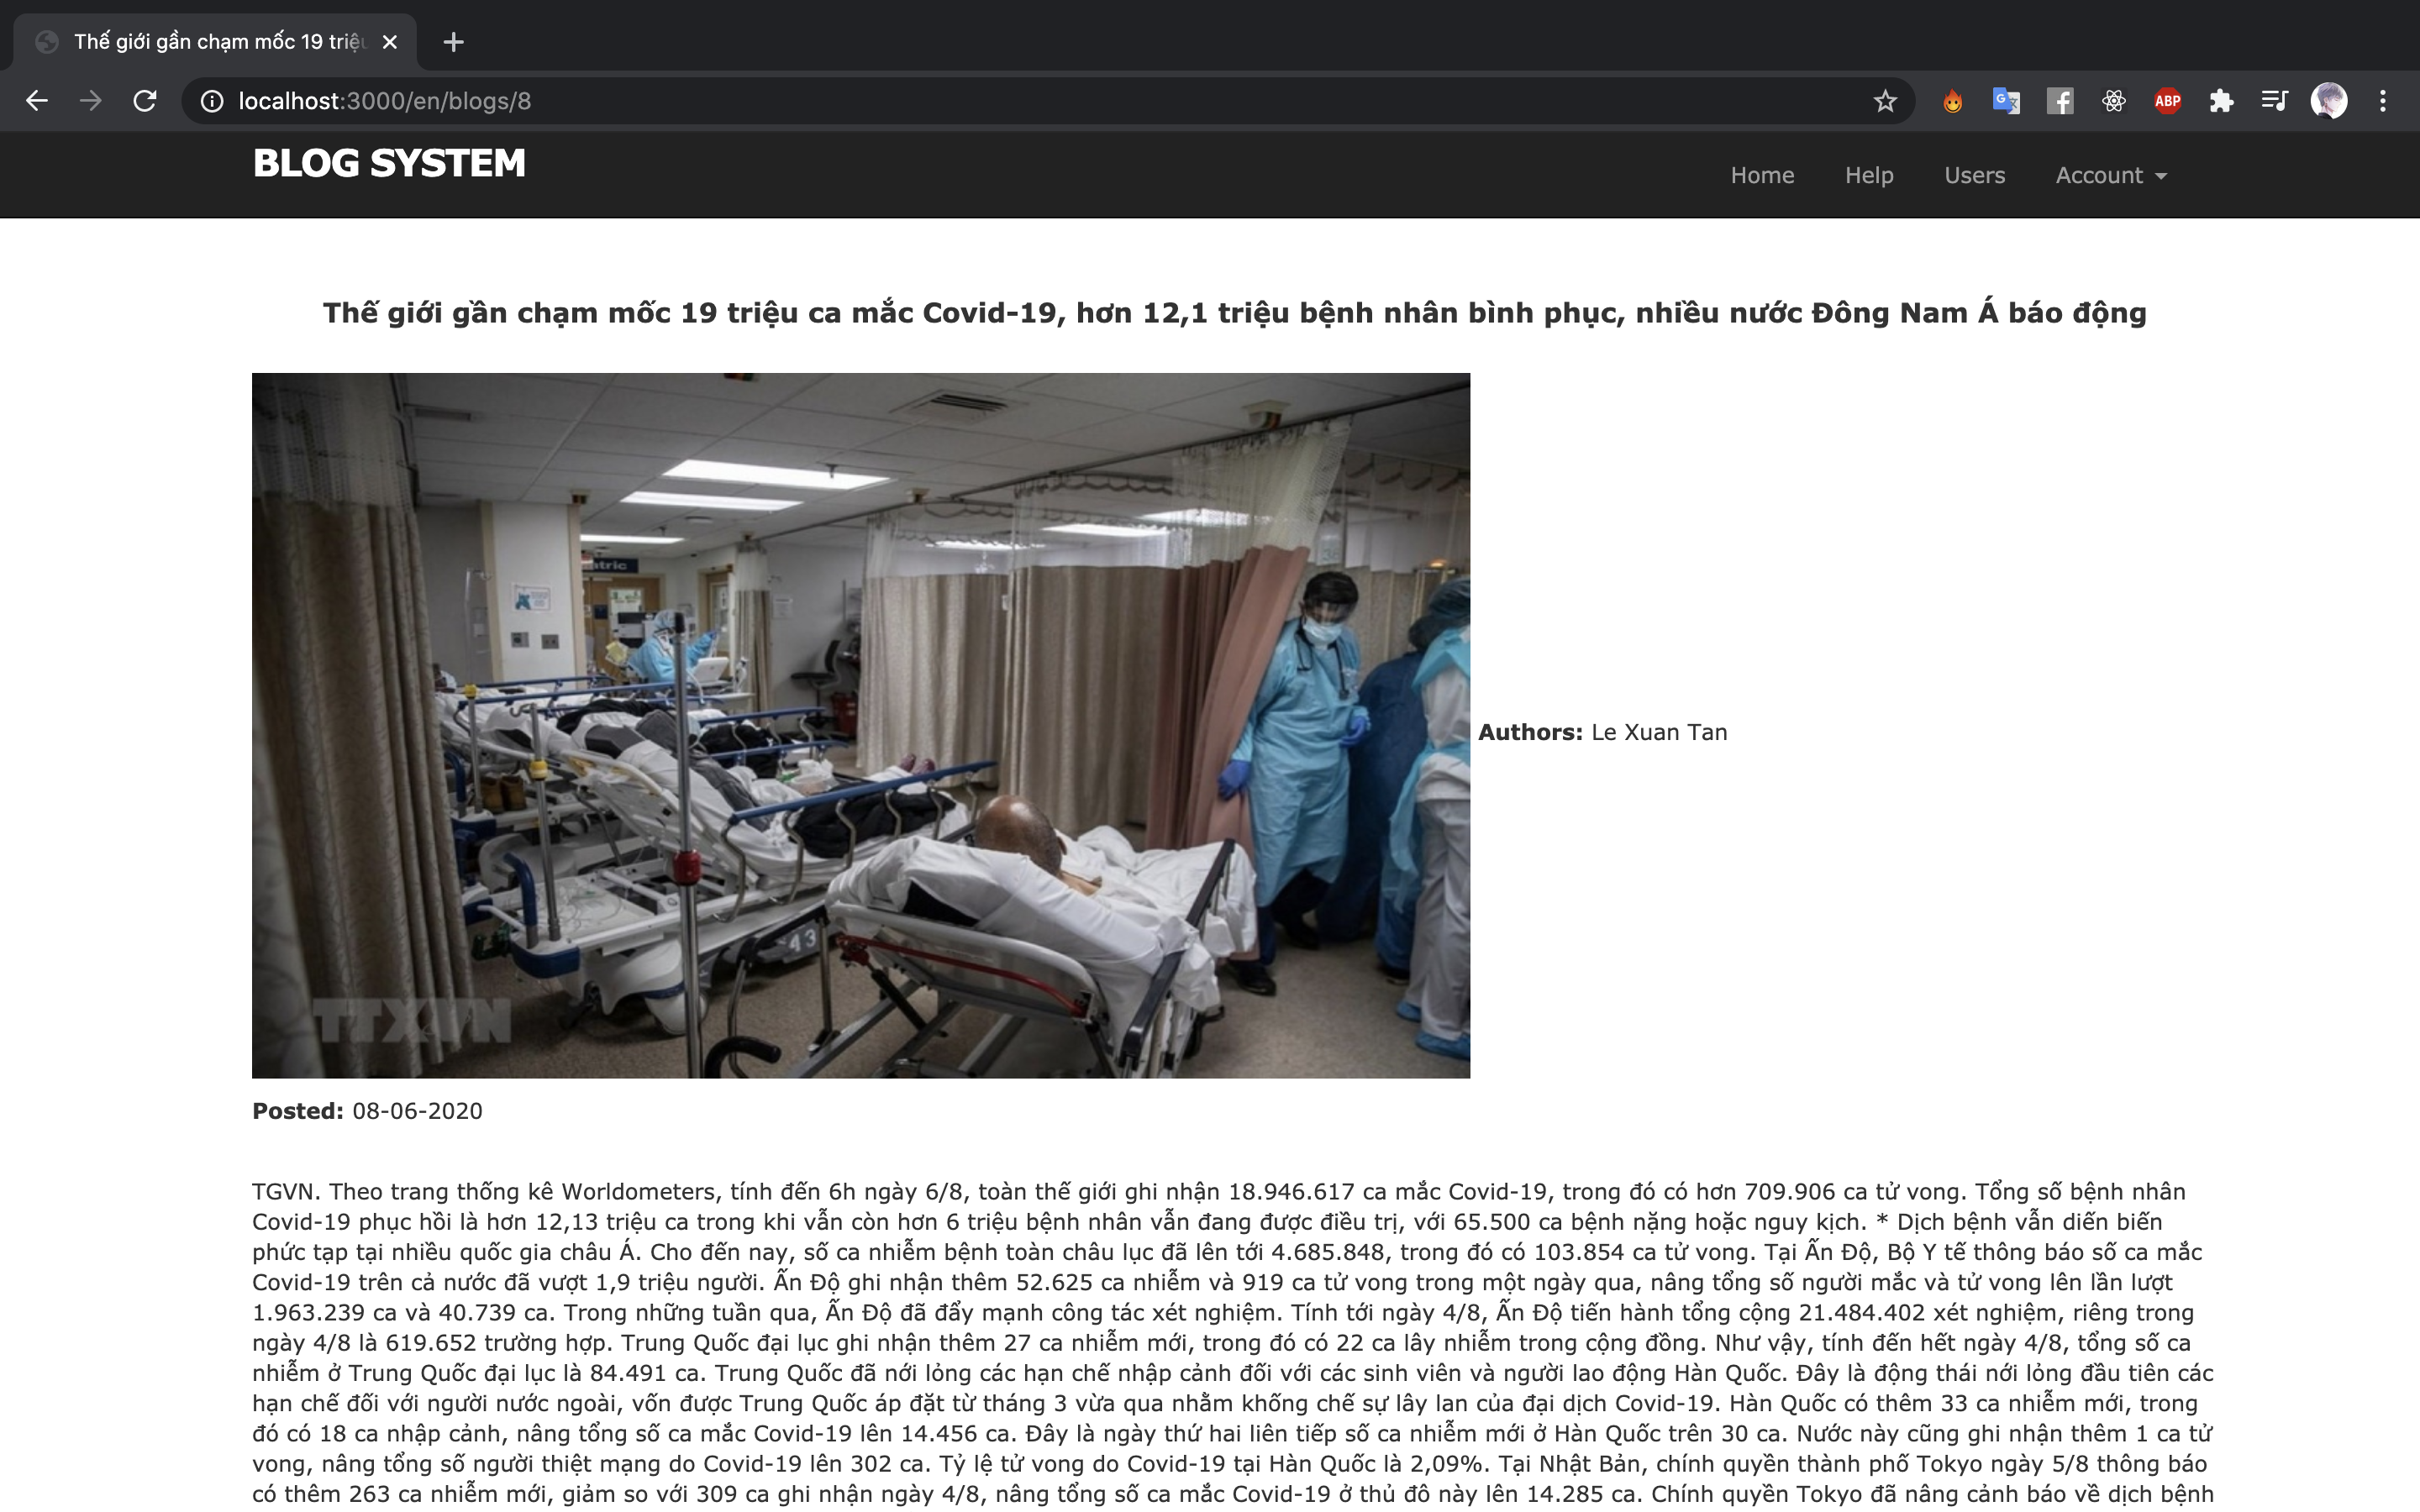 Thế giới gần chạm mốc 19 triệu
localhost:3000/en/blogs/8
ABP
BLOG SYSTEM
Home Help Users Account
Thế giới gần chạm mốc 19 triệu ca mắc Covid-19, hơn 12,1 triệu bệnh nhân bình phục, nhiều nước Đông Nam Á báo động
atric
36
43
TTXVN
Authors: Le Xuan Tan
Posted: 08-06-2020
TGVN. Theo trang thống kê Worldometers, tính đến 6h ngày 6/8, toàn thế giới ghi nhận 18.946.617 ca mắc Covid-19, trong đó có hơn 709.906 ca tử vong. Tổng số bệnh nhân
Covid-19 phục hồi là hơn 12,13 triệu ca trong khi vẫn còn hơn 6 triệu bệnh nhân vẫn đang được điều trị, với 65.500 ca bệnh nặng hoặc nguy kịch. * Dịch bệnh vẫn diến biến
phức tạp tại nhiều quốc gia châu Á. Cho đến nay, số ca nhiễm bệnh toàn châu lục đã lên tới 4.685.848, trong đó có 103.854 ca tử vong. Tại Ấn Độ, Bộ Y tế thông báo số ca mắc
Covid-19 trên cả nước đã vượt 1,9 triệu người. Ấn Độ ghi nhận thêm 52.625 ca nhiễm và 919 ca tử vong trong một ngày qua, nâng tổng số người mắc và tử vong lên lần lượt
1.963.239 ca và 40.739 ca. Trong những tuần qua, Ấn Độ đã đẩy mạnh công tác xét nghiệm. Tính tới ngày 4/8, Ấn Độ tiến hành tổng cộng 21.484.402 xét nghiệm, riêng trong
ngày 4/8 là 619.652 trường hợp. Trung Quốc đại lục ghi nhận thêm 27 ca nhiễm mới, trong đó có 22 ca lây nhiễm trong cộng đồng. Như vậy, tính đến hết ngày 4/8, tổng số ca
nhiễm ở Trung Quốc đại lục là 84.491 ca. Trung Quốc đã nới lỏng các hạn chế nhập cảnh đối với các sinh viên và người lao động Hàn Quốc. Đây là động thái nới lỏng đầu tiên các
hạn chế đối với người nước ngoài, vốn được Trung Quốc áp đặt từ tháng 3 vừa qua nhằm khống chế sự lây lan của đại dịch Covid-19. Hàn Quốc có thêm 33 ca nhiễm mới, trong
đó có 18 ca nhập cảnh, nâng tổng số ca mắc Covid-19 lên 14.456 ca. Đây là ngày thứ hai liên tiếp số ca nhiễm mới ở Hàn Quốc trên 30 ca. Nước này cũng ghi nhận thêm 1 ca tử
vong, nâng tổng số người thiệt mạng do Covid-19 lên 302 ca. Tỷ lệ tử vong do Covid-19 tại Hàn Quốc là 2,09%. Tại Nhật Bản, chính quyền thành phố Tokyo ngày 5/8 thông báo
có thêm 263 ca nhiễm mới, giảm so với 309 ca ghi nhận ngày 4/8, nâng tổng số ca mắc Covid-19 ở thủ đô này lên 14.285 ca. Chính quyền Tokyo đã nâng cảnh báo về dịch bệnh